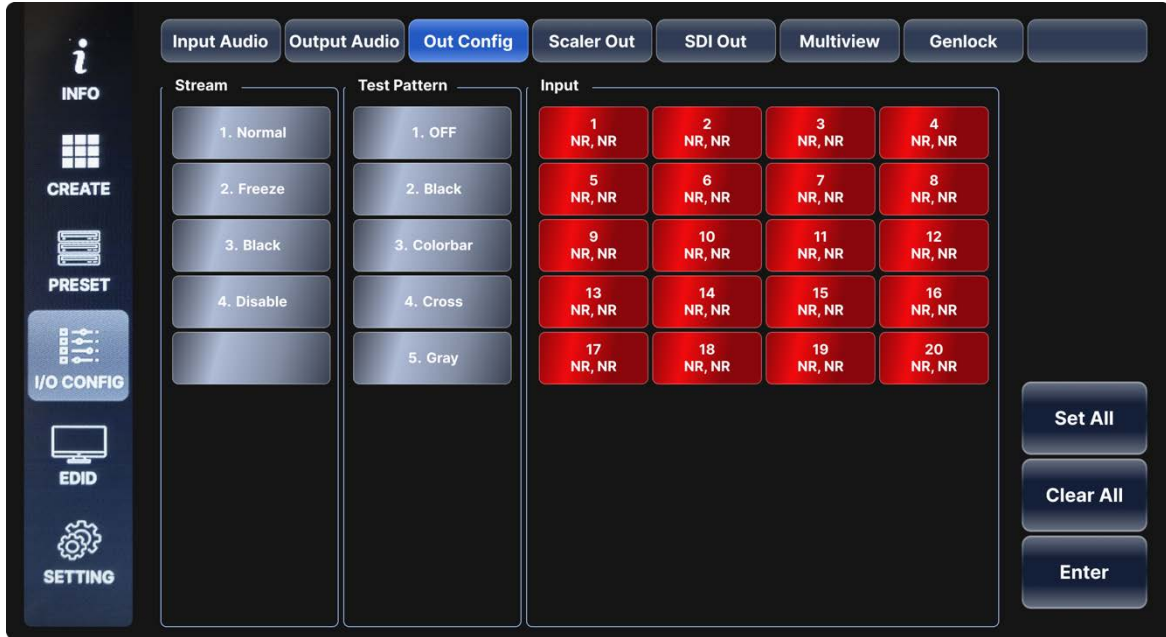 INFO
CREATE
PRESET
I/O CONFIG
EDID
SETTING
Input Audio
Output Audio
Out Config
Scaler Out
SDI Out
Multiview
Genlock
Stream
1. Normal
2. Freeze
3. Black
4. Disable
Test Pattern
1. OFF
2. Black
3. Colorbar
4. Cross
5. Gray
Input
1
NR, NR
2
NR, NR
3
NR, NR
4
NR, NR
5
NR, NR
6
NR, NR
7
NR, NR
8
NR, NR
9
NR, NR
10
NR, NR
11
NR, NR
12
NR, NR
13
NR, NR
14
NR, NR
15
NR, NR
16
NR, NR
17
NR, NR
18
NR, NR
19
NR, NR
20
NR, NR
Set All
Clear All
Enter